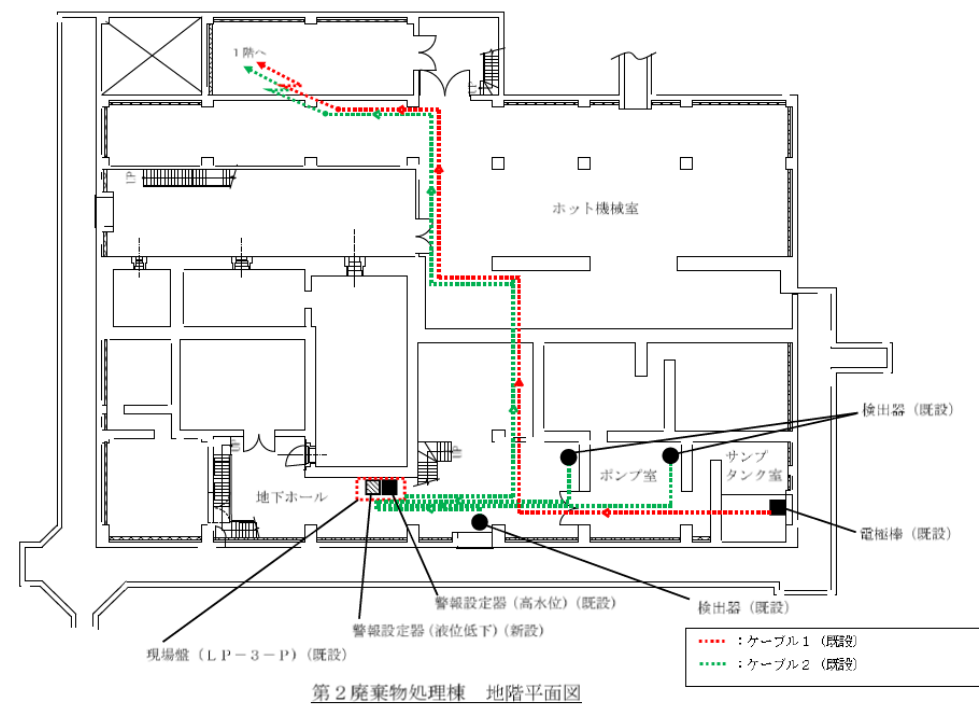 1階へ
UP
UP
ホット機械室
検出器(既設)
UP
UP
ポンプ室
サンプ
タンク室
地下ホール
電極棒(既設)
警報設定器(高水位)(既設)
検出器(既設)
警報設定器(液位低下)(新設)
現場盤(LP-3-P)(既設)
:ケーブル1(既設)
:ケーブル2(既設)
第2廃棄物処理棟 地階平面図